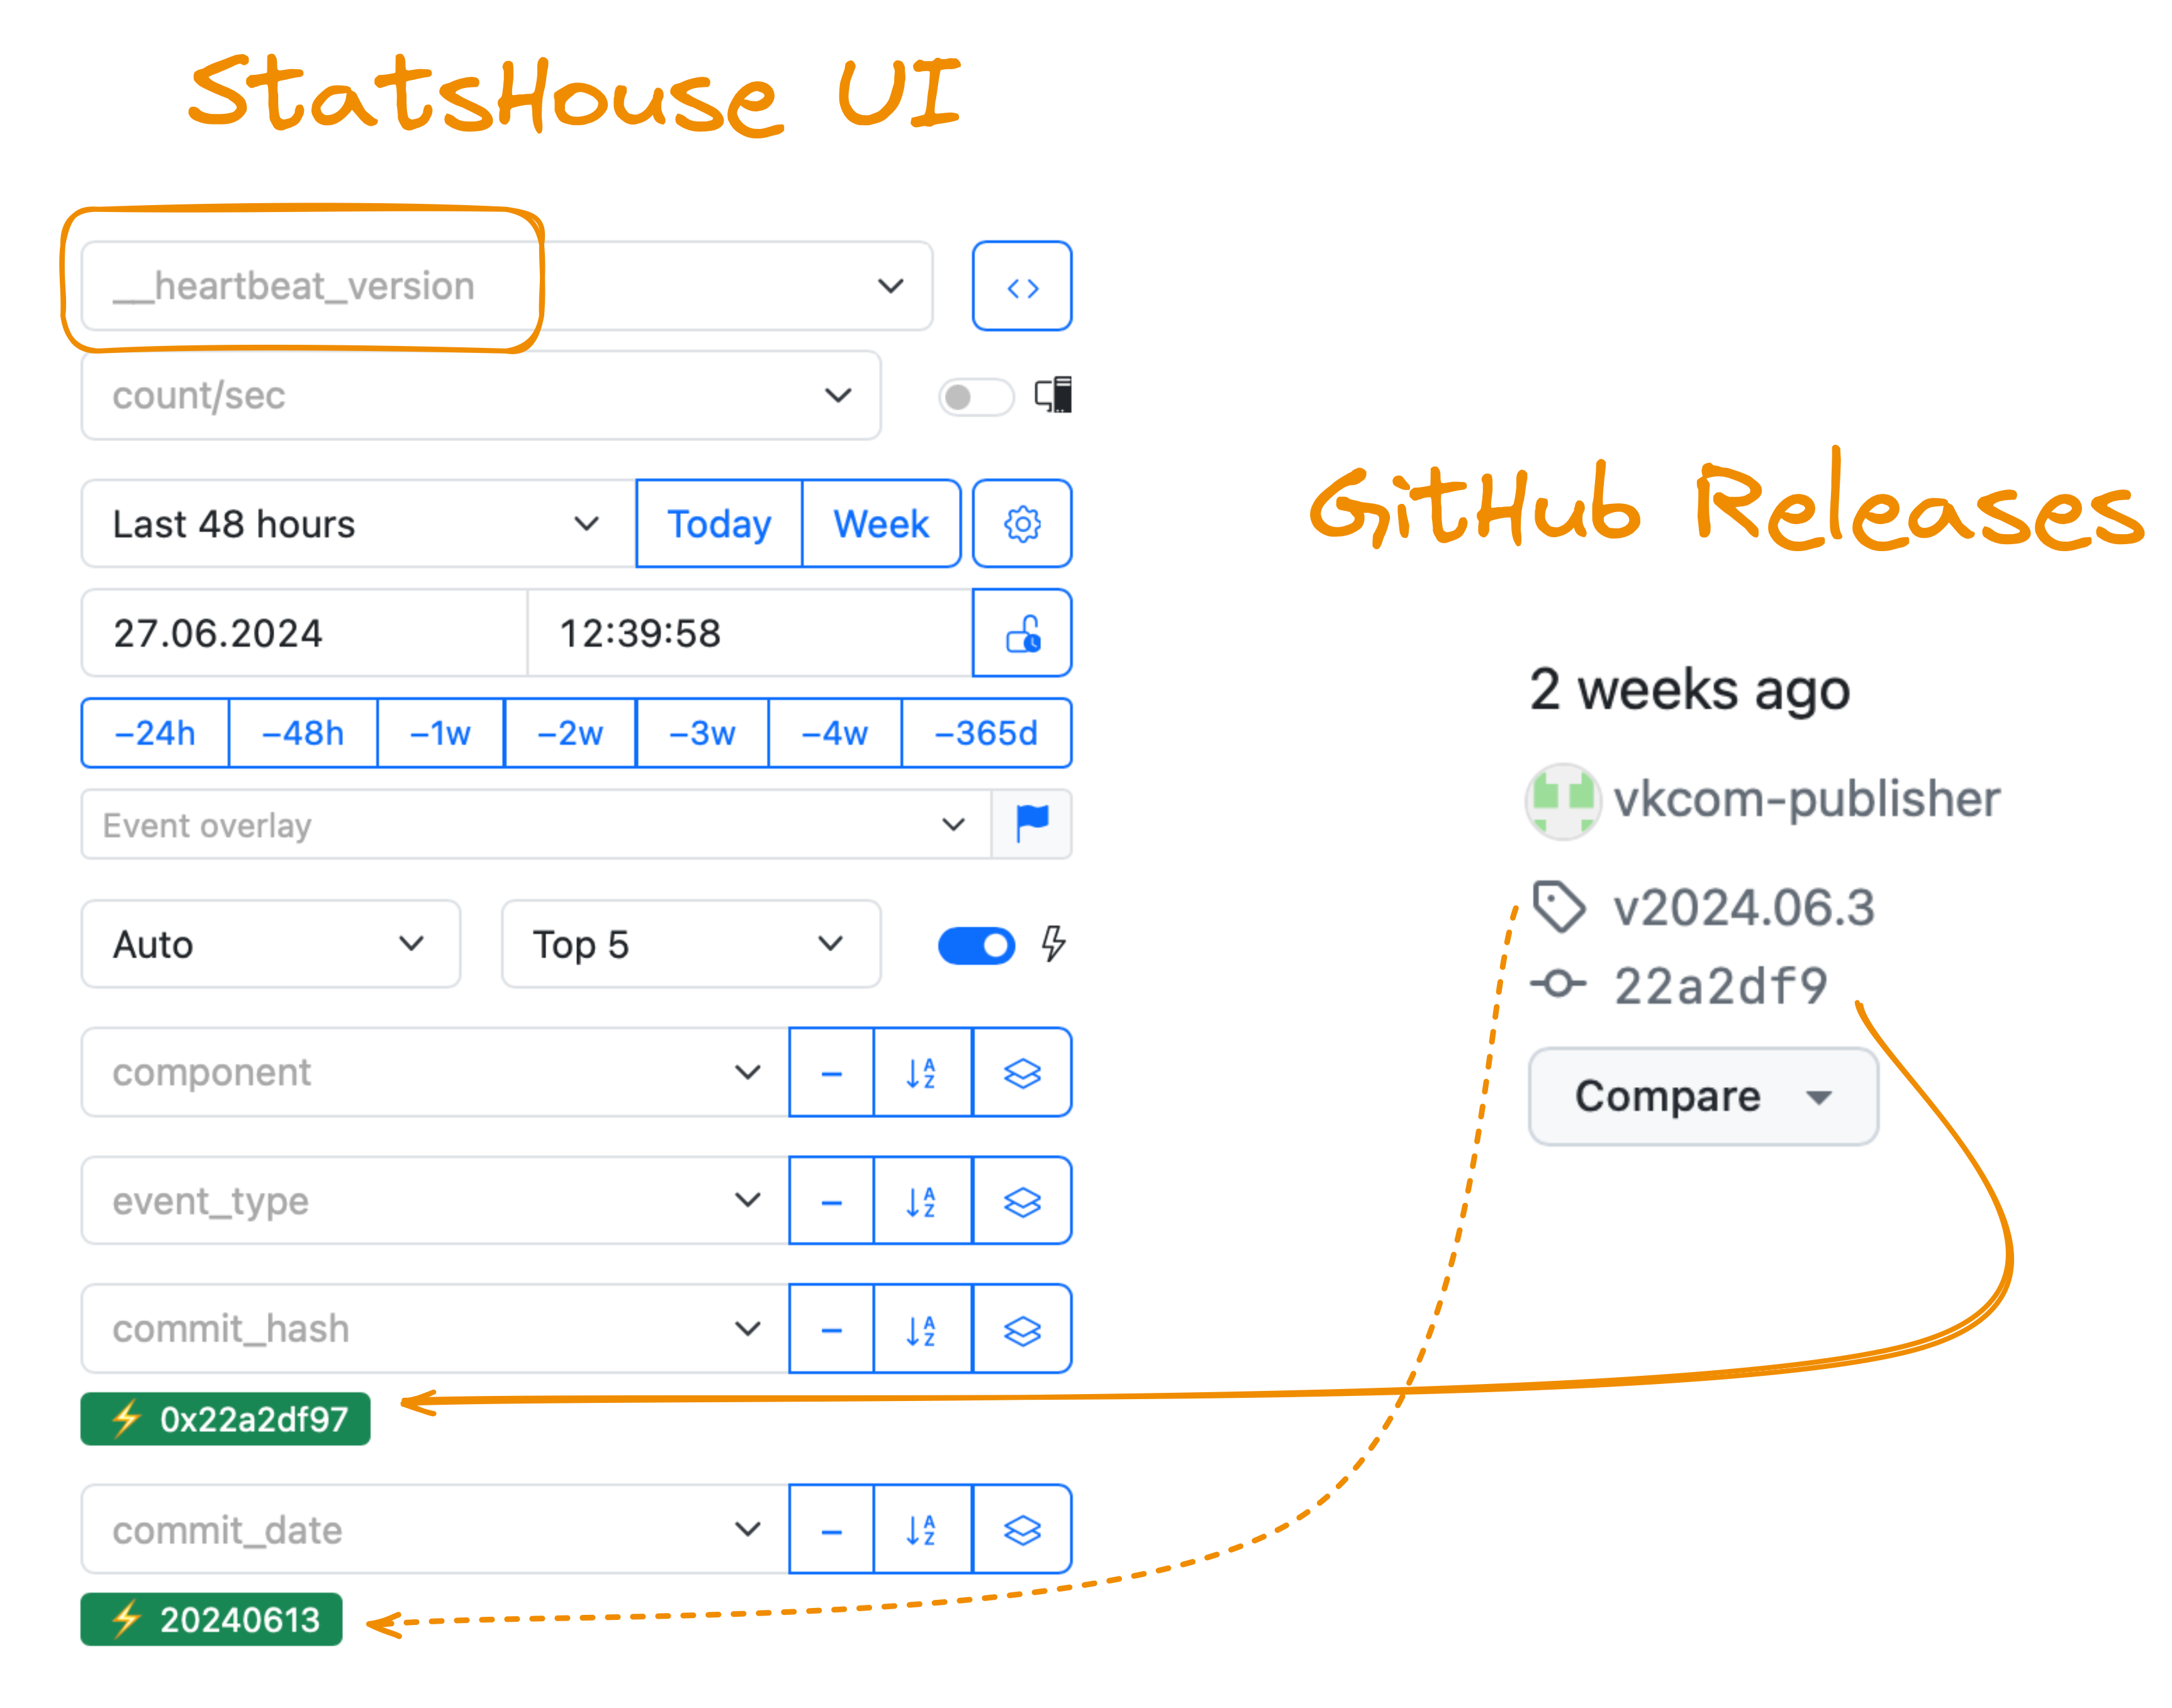 StatsHouse UI
__heartbeat_version
count/sec
Last 48 hours Today Week
27.06.2024 12:39:58
–24h –48h –1w –2w –3w –4w –365d
Event overlay
Auto Top 5
component – A Z
event_type – A Z
commit_hash – A Z
⚡ 0x22a2df97
commit_date – A Z
⚡ 20240613
GitHub Releases
2 weeks ago
vkcom-publisher
v2024.06.3
22a2df9
Compare